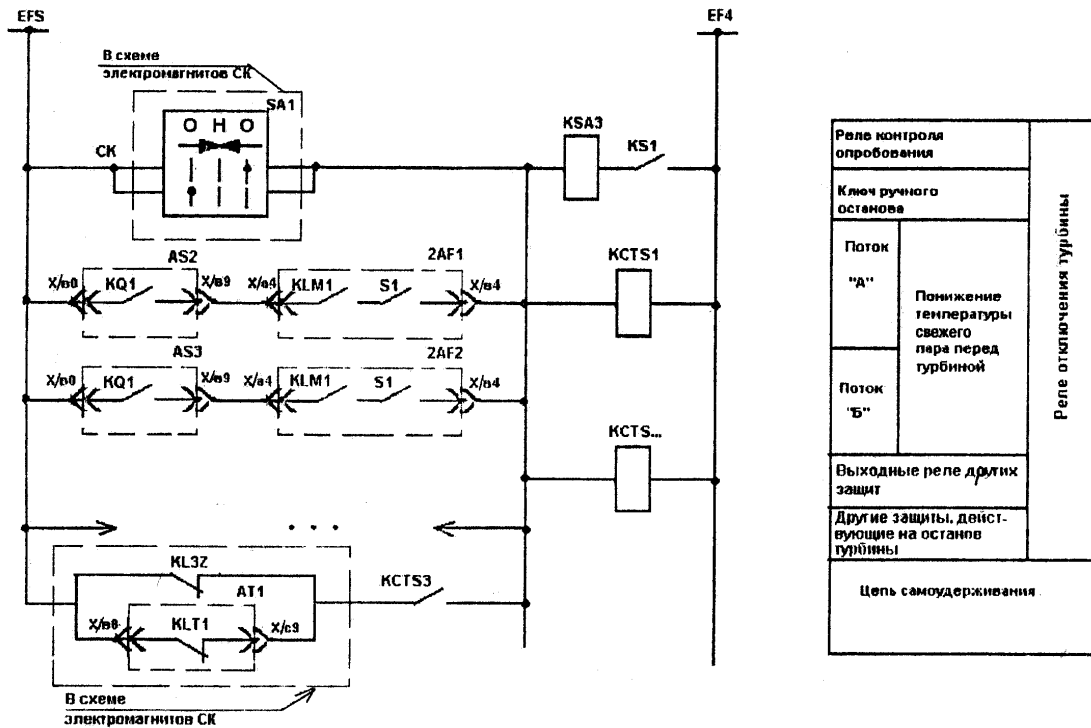 EFS
EF4
В схеме
электромагнитов СК
SA1
О Н О
СК
KSA3
KS1
AS2
2AF1
KCTS1
X/в0
KQ1
X/в9
X/а4
KLM1
S1
X/в4
AS3
2AF2
X/в0
KQ1
X/в9
X/а4
KLM1
S1
X/в4
KCTS...
. . .
KL3Z
AT1
KCTS3
X/в8
KLT1
X/с9
В схеме
электромагнитов СК
Реле контроля
опробования
Ключ ручного
останова
Поток
"А"
Понижение
температуры
свежего
пара перед
турбиной
Поток
"Б"
Выходные реле других
защит
Другие защиты, дейст-
вующие на останов
турбины
Реле отключения турбины
Цепь самоудерживания